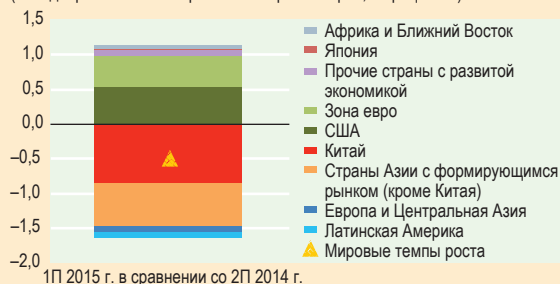 1,5
1,0
0,5
0,0
–0,5
–1,0
–1,5
–2,0
Африка и Ближний Восток
Япония
Прочие страны с развитой
экономикой
Зона евро
США
Китай
Страны Азии с формирующимся
рынком (кроме Китая)
Европа и Центральная Азия
Латинская Америка
Мировые темпы роста
1П 2015 г. в сравнении со 2П 2014 г.